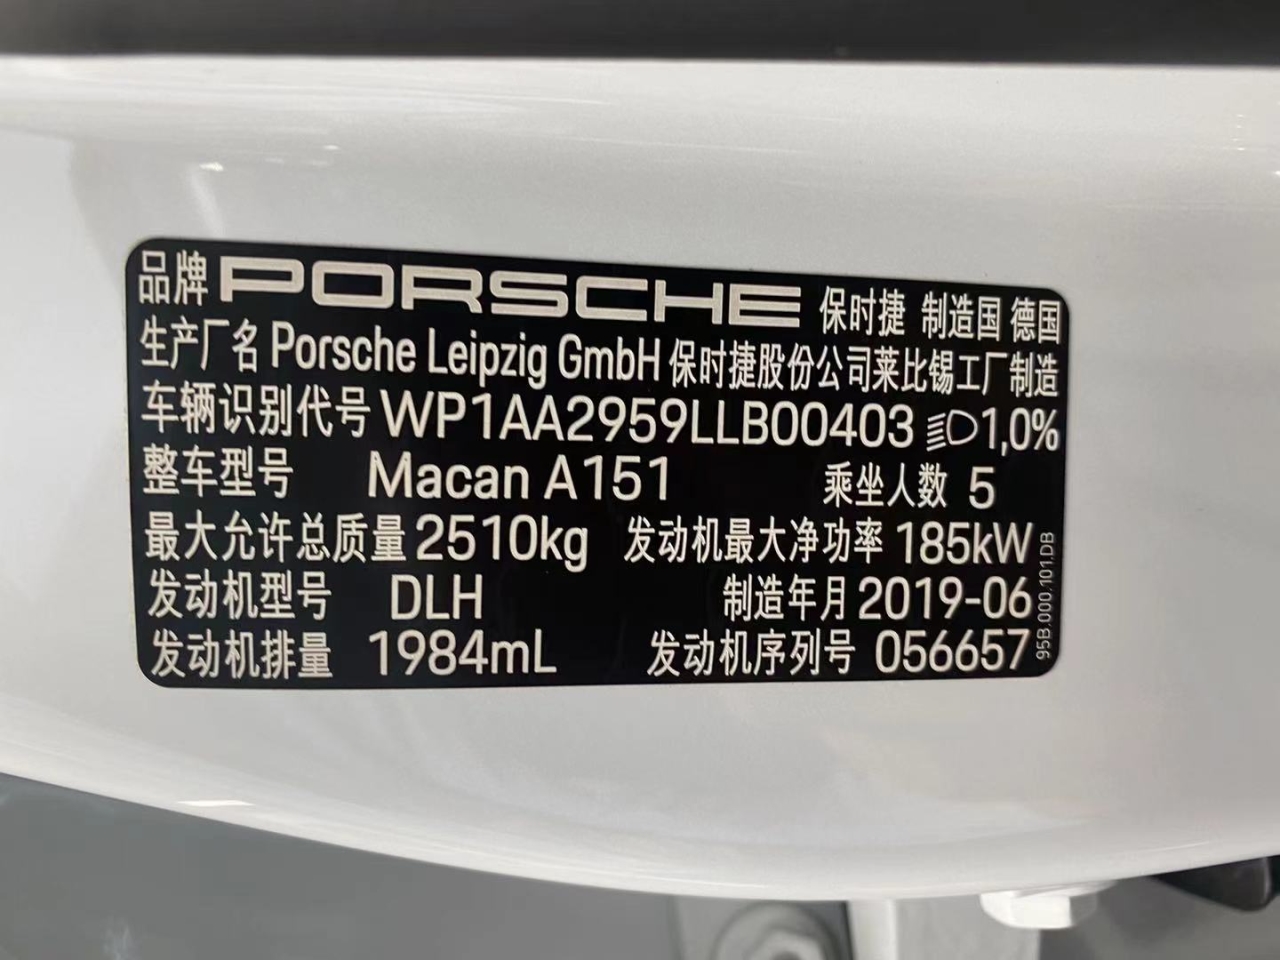 品牌 PORSCHE 保时捷 制造国 德国
生产厂名 Porsche Leipzig GmbH 保时捷股份公司莱比锡工厂制造
车辆识别代号 WP1AA2959LLB00403 1,0%
整车型号 Macan A151 乘坐人数 5
最大允许总质量 2510kg 发动机最大净功率 185kW
发动机型号 DLH 制造年月 2019-06
发动机排量 1984mL 发动机序列号 056657
95B.000.101.DB